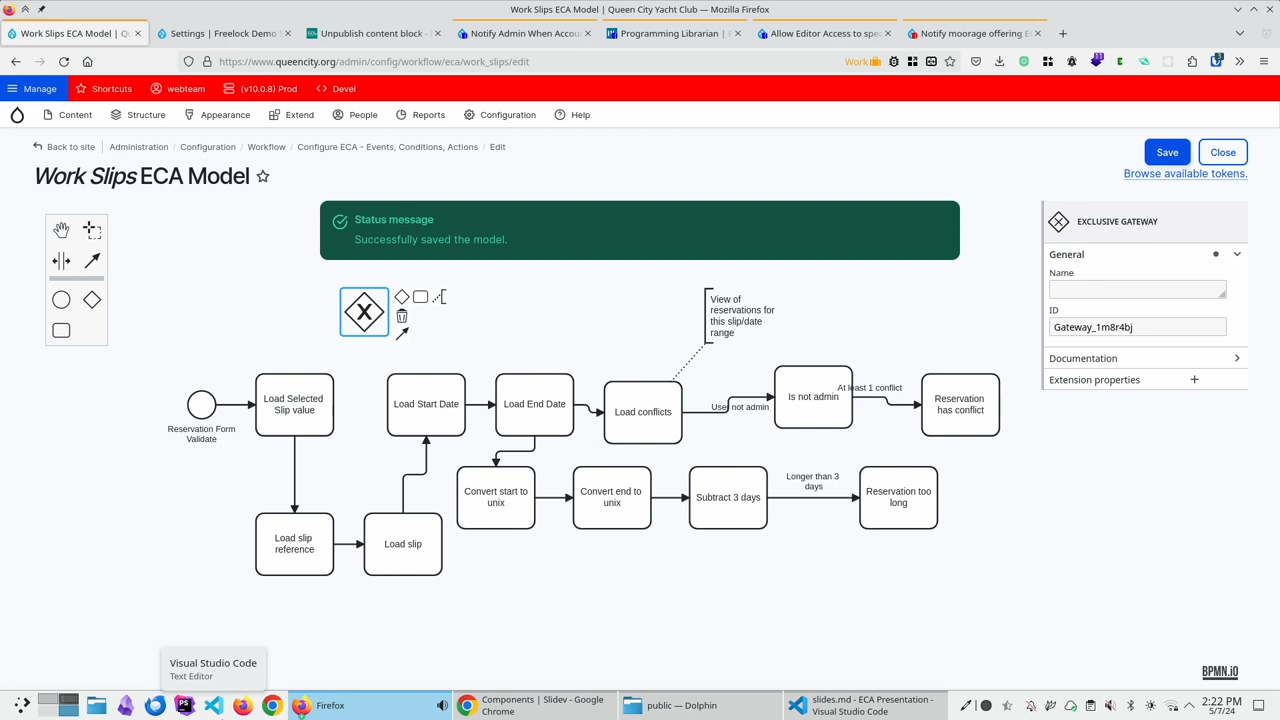 Work Slips ECA Model | Queen City Yacht Club — Mozilla Firefox
Work Slips ECA Model | Qu
Settings | Freelock Demo
Unpublish content block -
Notify Admin When Accou
Programming Librarian | F
Allow Editor Access to spe
Notify moorage offering E
https://www.queencity.org/admin/config/workflow/eca/work_slips/edit
Work
Manage
Shortcuts
webteam
(v10.0.8) Prod
Devel
Content
Structure
Appearance
Extend
People
Reports
Configuration
Help
Back to site
Administration / Configuration / Workflow / Configure ECA - Events, Conditions, Actions / Edit
Save
Close
Work Slips ECA Model
Browse available tokens.
Status message
Successfully saved the model.
EXCLUSIVE GATEWAY
General
Name
ID
Gateway_1m8r4bj
Documentation
Extension properties
View of
reservations for
this slip/date
range
Reservation Form
Validate
Load Selected
Slip value
Load Start Date
Load End Date
Load conflicts
User not admin
Is not admin
At least 1 conflict
Reservation
has conflict
Convert start to
unix
Convert end to
unix
Subtract 3 days
Longer than 3
days
Reservation too
long
Load slip
reference
Load slip
BPMN.iO
Visual Studio Code
Text Editor
Firefox
Components | Slidev - Google
Chrome
public — Dolphin
slides.md - ECA Presentation -
Visual Studio Code
2:22 PM
5/7/24